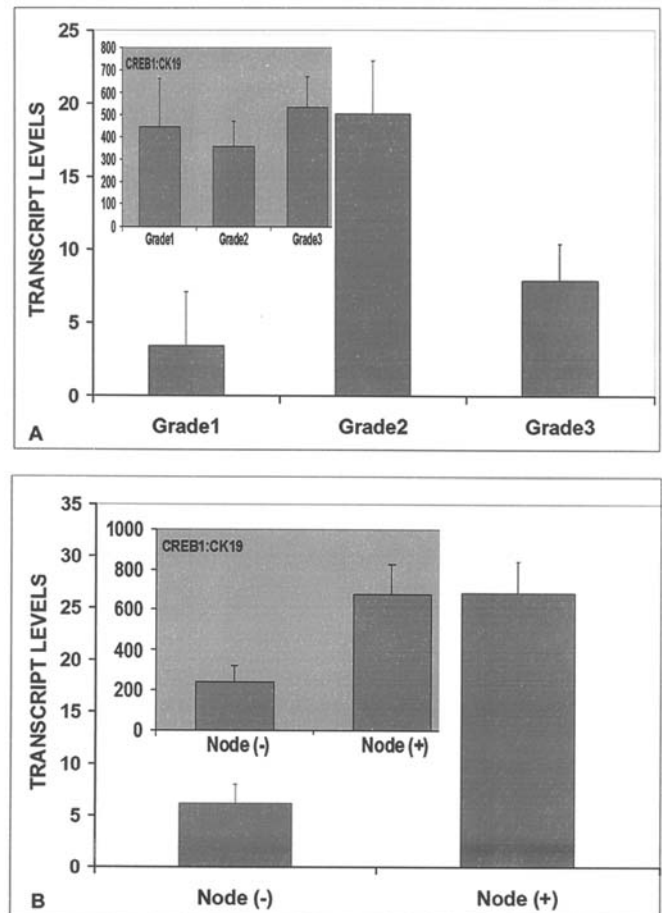 25
20
15
10
5
0
TRANSCRIPT LEVELS
800
700
600
500
400
300
200
100
0
CREB1:CK19
Grade1 Grade2 Grade3
Grade1 Grade2 Grade3
A
35
30
25
20
15
10
5
0
TRANSCRIPT LEVELS
1000
800
600
400
200
0
CREB1:CK19
Node (-) Node (+)
Node (-) Node (+)
B